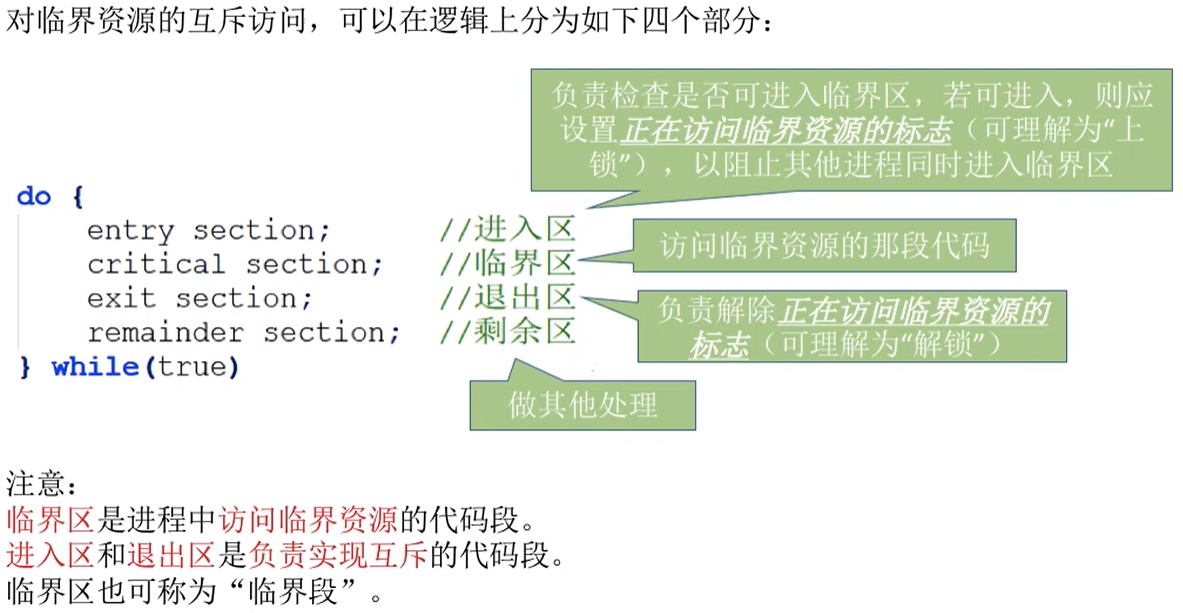 对临界资源的互斥访问，可以在逻辑上分为如下四个部分：
负责检查是否可进入临界区，若可进入，则应
设置正在访问临界资源的标志（可理解为“上
锁”），以阻止其他进程同时进入临界区
do {
entry section; //进入区
critical section; //临界区
exit section; //退出区
remainder section; //剩余区
} while(true)
访问临界资源的那段代码
负责解除正在访问临界资源的
标志（可理解为“解锁”）
做其他处理
注意：
临界区是进程中访问临界资源的代码段。
进入区和退出区是负责实现互斥的代码段。
临界区也可称为“临界段”。